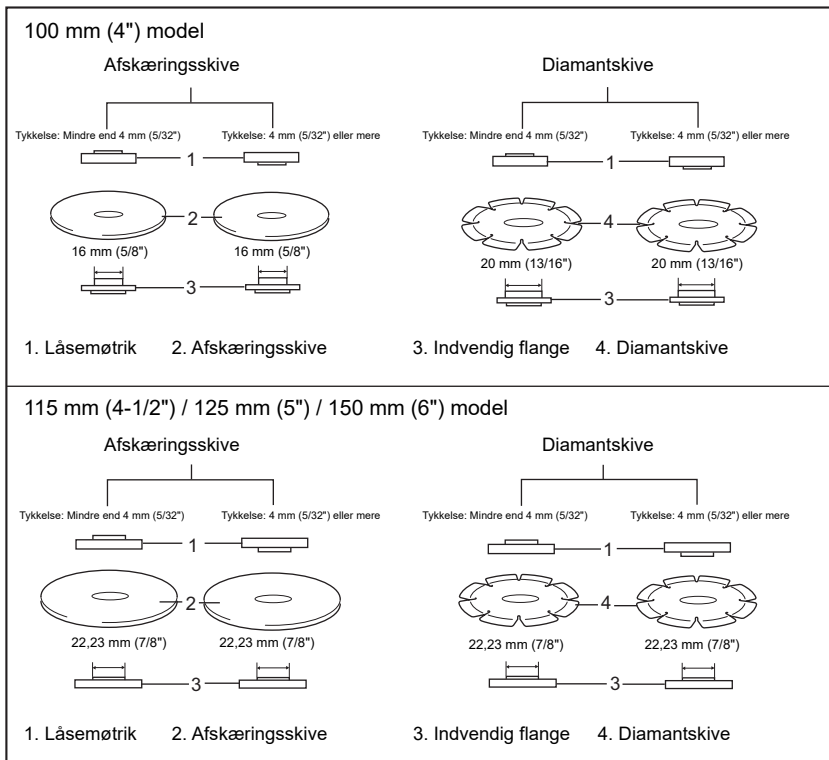 100 mm (4") model
Afskæringsskive Diamantskive
Tykkelse: Mindre end 4 mm (5/32") Tykkelse: 4 mm (5/32") eller mere Tykkelse: Mindre end 4 mm (5/32") Tykkelse: 4 mm (5/32") eller mere
1 1
2 4
16 mm (5/8") 16 mm (5/8") 20 mm (13/16") 20 mm (13/16")
3 3
1. Låsemøtrik 2. Afskæringsskive 3. Indvendig flange 4. Diamantskive
115 mm (4-1/2") / 125 mm (5") / 150 mm (6") model
Afskæringsskive Diamantskive
Tykkelse: Mindre end 4 mm (5/32") Tykkelse: 4 mm (5/32") eller mere Tykkelse: Mindre end 4 mm (5/32") Tykkelse: 4 mm (5/32") eller mere
1 1
2 4
22,23 mm (7/8") 22,23 mm (7/8") 22,23 mm (7/8") 22,23 mm (7/8")
3 3
1. Låsemøtrik 2. Afskæringsskive 3. Indvendig flange 4. Diamantskive